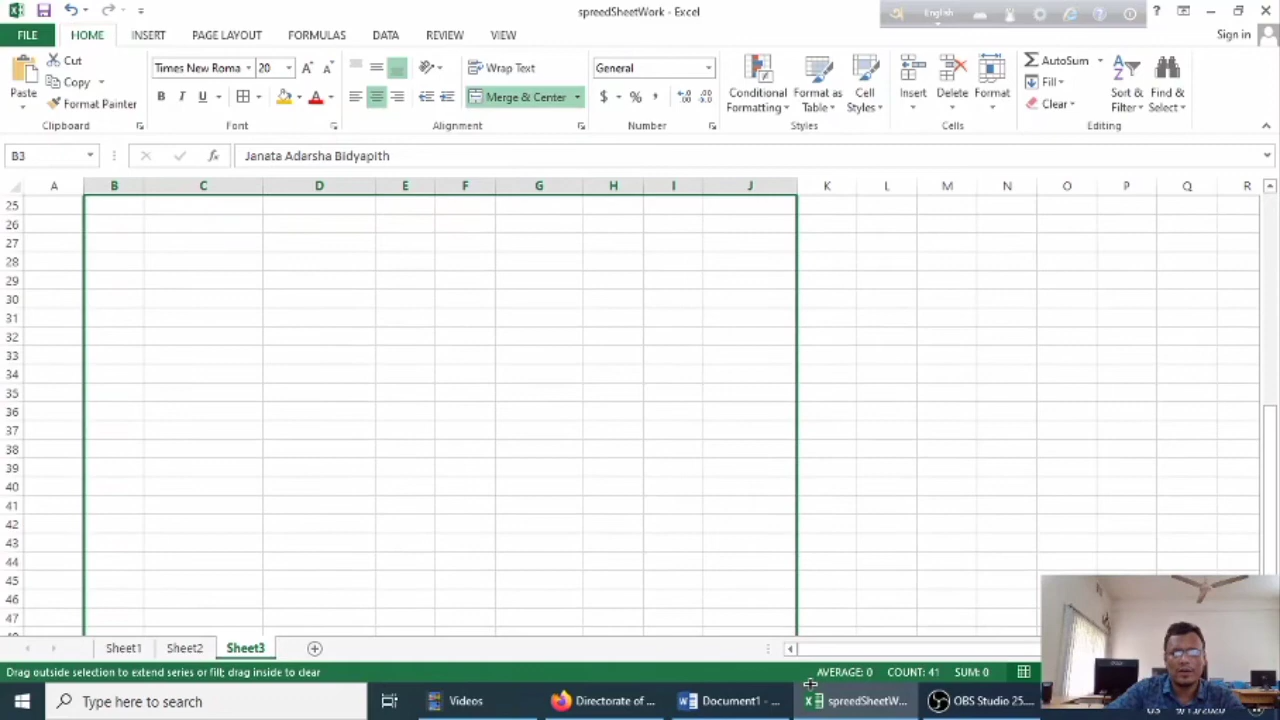 spreedSheetWork - Excel
English
?
FILE HOME INSERT PAGE LAYOUT FORMULAS DATA REVIEW VIEW
Sign in
Paste
Cut
Copy
Format Painter
Clipboard
Times New Roma 20
B I U
Font
Wrap Text
Merge & Center
Alignment
General
$ % ,
Number
Conditional Formatting
Format as Table
Cell Styles
Styles
Insert Delete Format
Cells
AutoSum
Fill
Clear
Sort & Filter
Find & Select
Editing
B3
fx
Janata Adarsha Bidyapith
A B C D E F G H I J K L M N O P Q R
25
26
27
28
29
30
31
32
33
34
35
36
37
38
39
40
41
42
43
44
45
46
47
Sheet1 Sheet2 Sheet3
Drag outside selection to extend series or fill; drag inside to clear
AVERAGE: 0 COUNT: 41 SUM: 0
Type here to search
Videos
Directorate of ...
Document1 - ...
spreedSheetW...
OBS Studio 25....